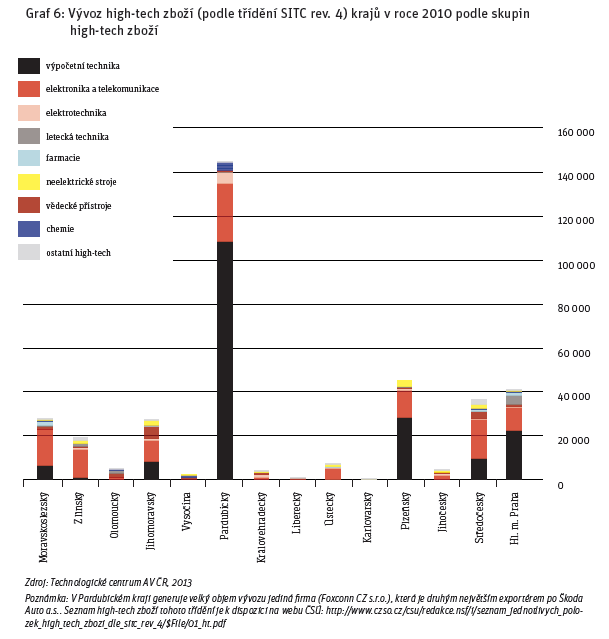 Graf 6: Vývoz high-tech zboží (podle třídění SITC rev. 4) krajů v roce 2010 podle skupin
high-tech zboží
výpočetní technika
elektronika a telekomunikace
elektrotechnika
letecká technika
farmacie
neelektrické stroje
vědecké přístroje
chemie
ostatní high-tech
160 000
140 000
120 000
100 000
80 000
60 000
40 000
20 000
0
Moravskoslezský
Zlínský
Olomoucký
Jihomoravský
Vysočina
Pardubický
Královehradecký
Liberecký
Ústecký
Karlovarský
Plzeňský
Jihočeský
Středočeský
Hl. m. Praha
Zdroj: Technologické centrum AV ČR, 2013
Poznámka: V Pardubickém kraji generuje velký objem vývozu jediná firma (Foxconn CZ s.r.o.), která je druhým největším exportérem po Škoda
Auto a.s.. Seznam high-tech zboží tohoto třídění je k dispozici na webu ČSÚ: http://www.czso.cz/csu/redakce.nsf/i/seznam_jednotlivych_polo-
zek_high_tech_zbozi_dle_sitc_rev_4/$File/01_ht.pdf